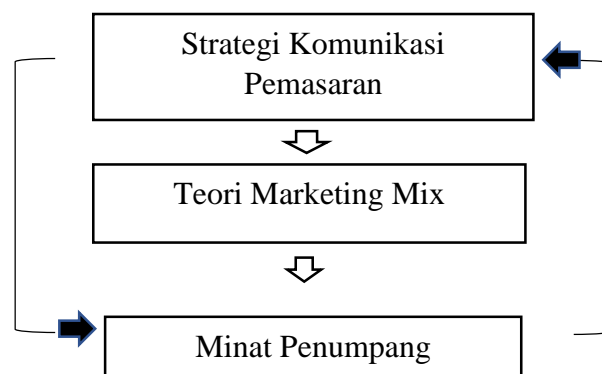 Strategi Komunikasi
Pemasaran
Teori Marketing Mix
Minat Penumpang